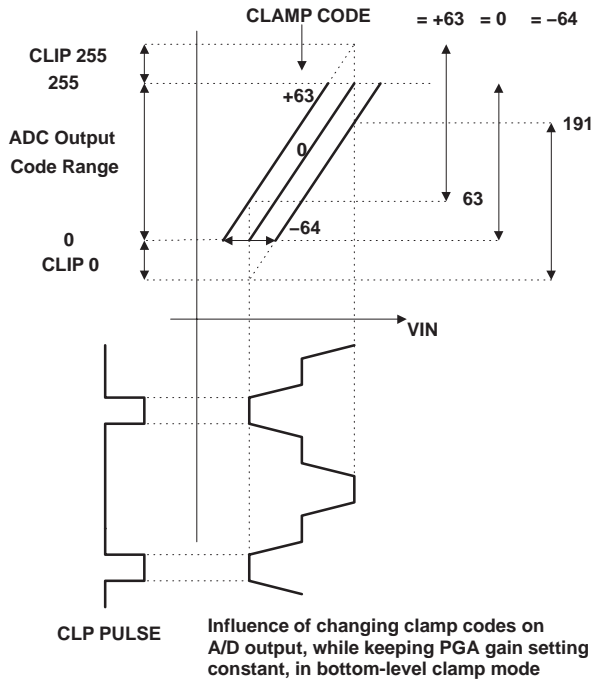 CLAMP CODE
= +63 = 0 = −64
CLIP 255
255
+63
191
ADC Output
Code Range
0
63
−64
0
CLIP 0
VIN
CLP PULSE
Influence of changing clamp codes on
A/D output, while keeping PGA gain setting
constant, in bottom-level clamp mode